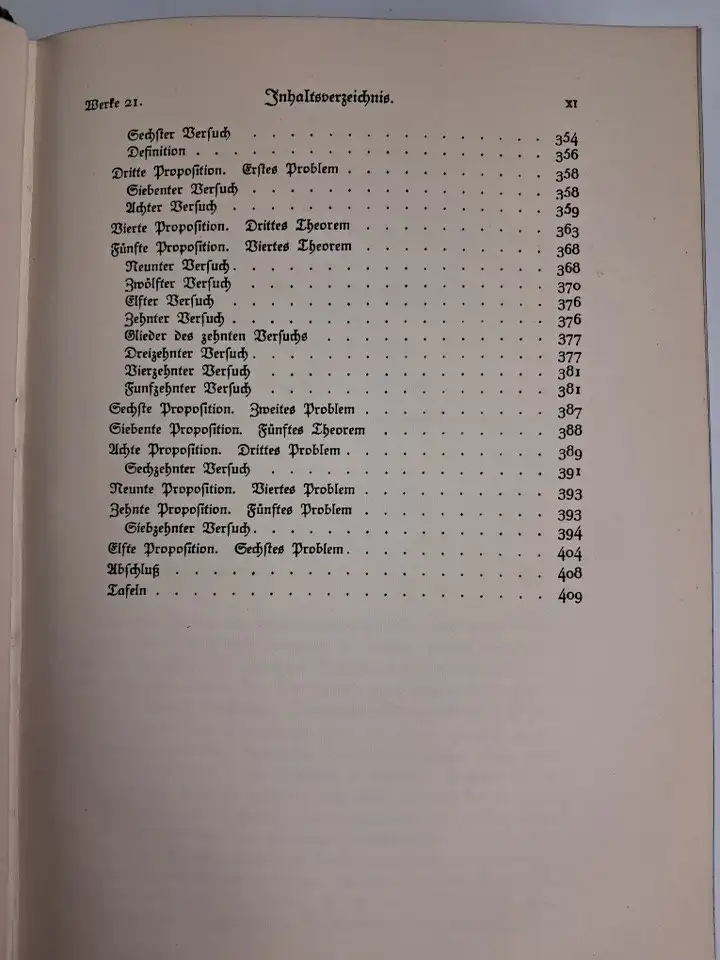 Werke 21. Inhaltsverzeichnis. XI
Sechster Versuch . . . . . . . . . . . . . . . . 354
Definition . . . . . . . . . . . . . . . . . . 356
Dritte Proposition. Erstes Problem . . . . . . . . . . 358
Siebenter Versuch . . . . . . . . . . . . . . . . 358
Achter Versuch . . . . . . . . . . . . . . . . . 359
Vierte Proposition. Drittes Theorem . . . . . . . . . . 363
Fünfte Proposition. Viertes Theorem . . . . . . . . . . 368
Neunter Versuch . . . . . . . . . . . . . . . . . 368
Zwölfter Versuch . . . . . . . . . . . . . . . . 370
Elfter Versuch . . . . . . . . . . . . . . . . . 376
Zehnter Versuch . . . . . . . . . . . . . . . . . 376
Glieder des zehnten Versuchs . . . . . . . . . . . . 377
Dreizehnter Versuch . . . . . . . . . . . . . . . 377
Vierzehnter Versuch . . . . . . . . . . . . . . . 381
Funfzehnter Versuch . . . . . . . . . . . . . . . 381
Sechste Proposition. Zweites Problem . . . . . . . . . . 387
Siebente Proposition. Fünftes Theorem . . . . . . . . . 388
Achte Proposition. Drittes Problem . . . . . . . . . . . 389
Sechzehnter Versuch . . . . . . . . . . . . . . . 391
Neunte Proposition. Viertes Problem . . . . . . . . . . 393
Zehnte Proposition. Fünftes Problem . . . . . . . . . . 393
Siebzehnter Versuch . . . . . . . . . . . . . . . 394
Elfte Proposition. Sechstes Problem . . . . . . . . . . . 404
Abschluß . . . . . . . . . . . . . . . . . . . 408
Tafeln . . . . . . . . . . . . . . . . . . . . 409